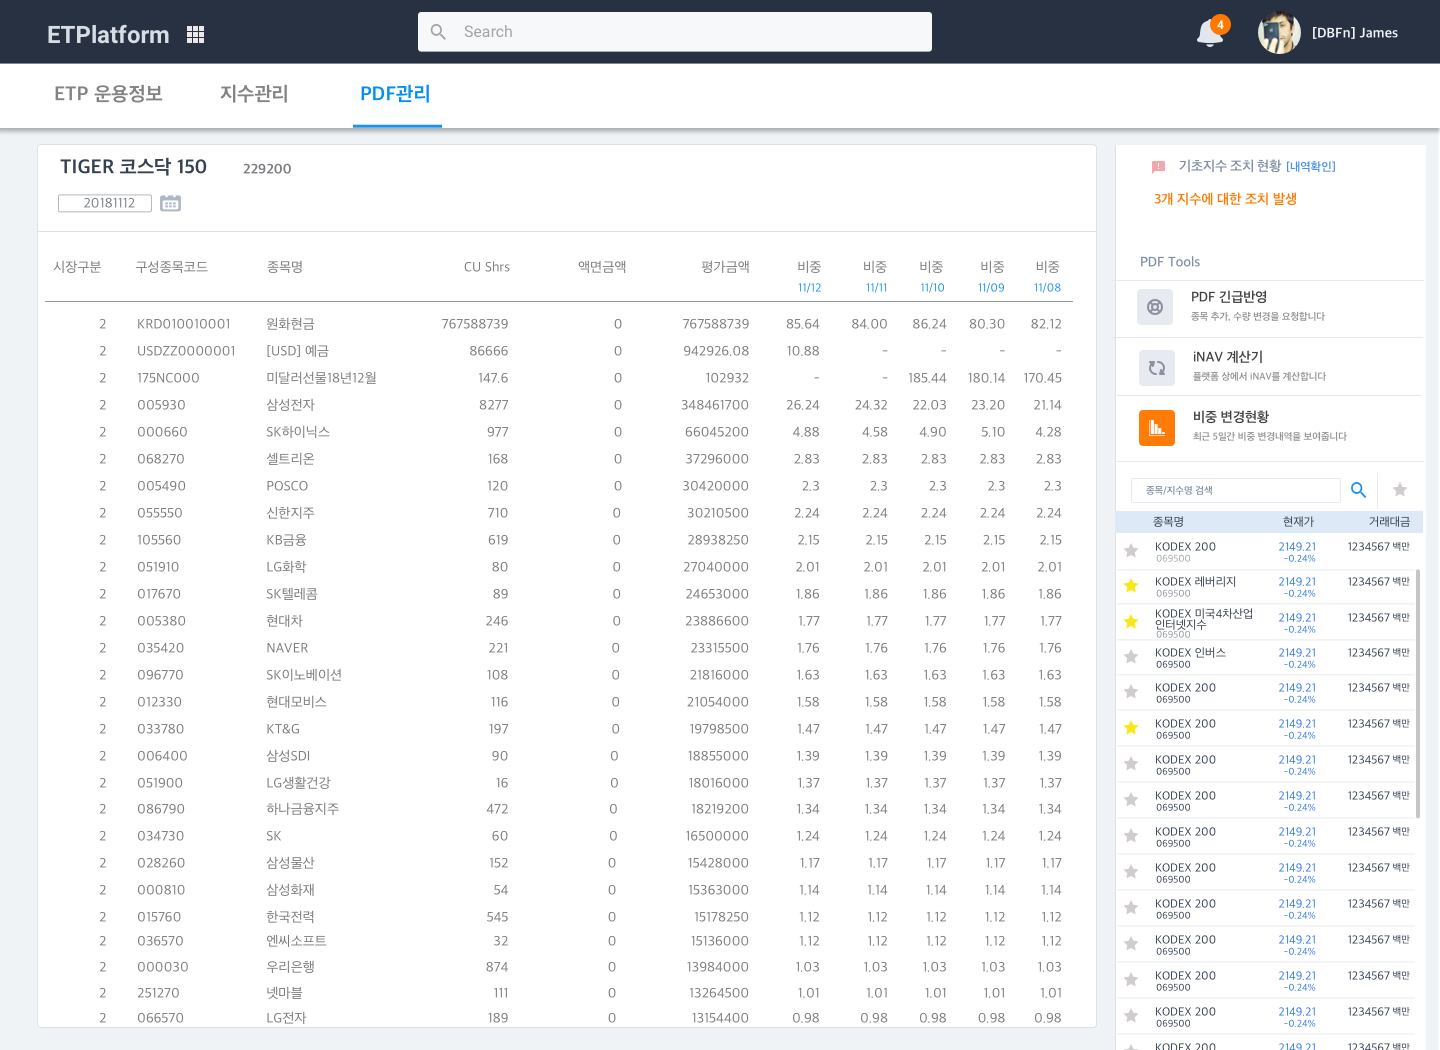 ETPlatform
Search
4
[DBFn] James
ETP 운용정보 지수관리 PDF관리
TIGER 코스닥 150 229200
20181112
시장구분 구성종목코드 종목명 CU Shrs 액면금액 평가금액 비중 비중 비중 비중 비중
11/12 11/11 11/10 11/09 11/08
2 KRD010010001 원화현금 767588739 0 767588739 85.64 84.00 86.24 80.30 82.12
2 USDZZ0000001 [USD] 예금 86666 0 942926.08 10.88 - - - -
2 175NC000 미달러선물18년12월 147.6 0 102932 - - 185.44 180.14 170.45
2 005930 삼성전자 8277 0 348461700 26.24 24.32 22.03 23.20 21.14
2 000660 SK하이닉스 977 0 66045200 4.88 4.58 4.90 5.10 4.28
2 068270 셀트리온 168 0 37296000 2.83 2.83 2.83 2.83 2.83
2 005490 POSCO 120 0 30420000 2.3 2.3 2.3 2.3 2.3
2 055550 신한지주 710 0 30210500 2.24 2.24 2.24 2.24 2.24
2 105560 KB금융 619 0 28938250 2.15 2.15 2.15 2.15 2.15
2 051910 LG화학 80 0 27040000 2.01 2.01 2.01 2.01 2.01
2 017670 SK텔레콤 89 0 24653000 1.86 1.86 1.86 1.86 1.86
2 005380 현대차 246 0 23886600 1.77 1.77 1.77 1.77 1.77
2 035420 NAVER 221 0 23315500 1.76 1.76 1.76 1.76 1.76
2 096770 SK이노베이션 108 0 21816000 1.63 1.63 1.63 1.63 1.63
2 012330 현대모비스 116 0 21054000 1.58 1.58 1.58 1.58 1.58
2 033780 KT&G 197 0 19798500 1.47 1.47 1.47 1.47 1.47
2 006400 삼성SDI 90 0 18855000 1.39 1.39 1.39 1.39 1.39
2 051900 LG생활건강 16 0 18016000 1.37 1.37 1.37 1.37 1.37
2 086790 하나금융지주 472 0 18219200 1.34 1.34 1.34 1.34 1.34
2 034730 SK 60 0 16500000 1.24 1.24 1.24 1.24 1.24
2 028260 삼성물산 152 0 15428000 1.17 1.17 1.17 1.17 1.17
2 000810 삼성화재 54 0 15363000 1.14 1.14 1.14 1.14 1.14
2 015760 한국전력 545 0 15178250 1.12 1.12 1.12 1.12 1.12
2 036570 엔씨소프트 32 0 15136000 1.12 1.12 1.12 1.12 1.12
2 000030 우리은행 874 0 13984000 1.03 1.03 1.03 1.03 1.03
2 251270 넷마블 111 0 13264500 1.01 1.01 1.01 1.01 1.01
2 066570 LG전자 189 0 13154400 0.98 0.98 0.98 0.98 0.98
기초지수 조치 현황 [내역확인]
3개 지수에 대한 조치 발생
PDF Tools
PDF 긴급반영
종목 추가, 수량 변경을 요청합니다
iNAV 계산기
플랫폼 상에서 iNAV를 계산합니다
비중 변경현황
최근 5일간 비중 변경내역을 보여줍니다
종목/지수명 검색
종목명 현재가 거래대금
KODEX 200 2149.21 1234567 백만
069500 -0.24%
KODEX 레버리지 2149.21 1234567 백만
069500 -0.24%
KODEX 미국4차산업 2149.21 1234567 백만
인터넷지수 -0.24%
069500
KODEX 인버스 2149.21 1234567 백만
069500 -0.24%
KODEX 200 2149.21 1234567 백만
069500 -0.24%
KODEX 200 2149.21 1234567 백만
069500 -0.24%
KODEX 200 2149.21 1234567 백만
069500 -0.24%
KODEX 200 2149.21 1234567 백만
069500 -0.24%
KODEX 200 2149.21 1234567 백만
069500 -0.24%
KODEX 200 2149.21 1234567 백만
069500 -0.24%
KODEX 200 2149.21 1234567 백만
069500 -0.24%
KODEX 200 2149.21 1234567 백만
069500 -0.24%
KODEX 200 2149.21 1234567 백만
069500 -0.24%
KODEX 200 2149.21 1234567 백만
069500 -0.24%
KODEX 200 2149.21 1234567 백만